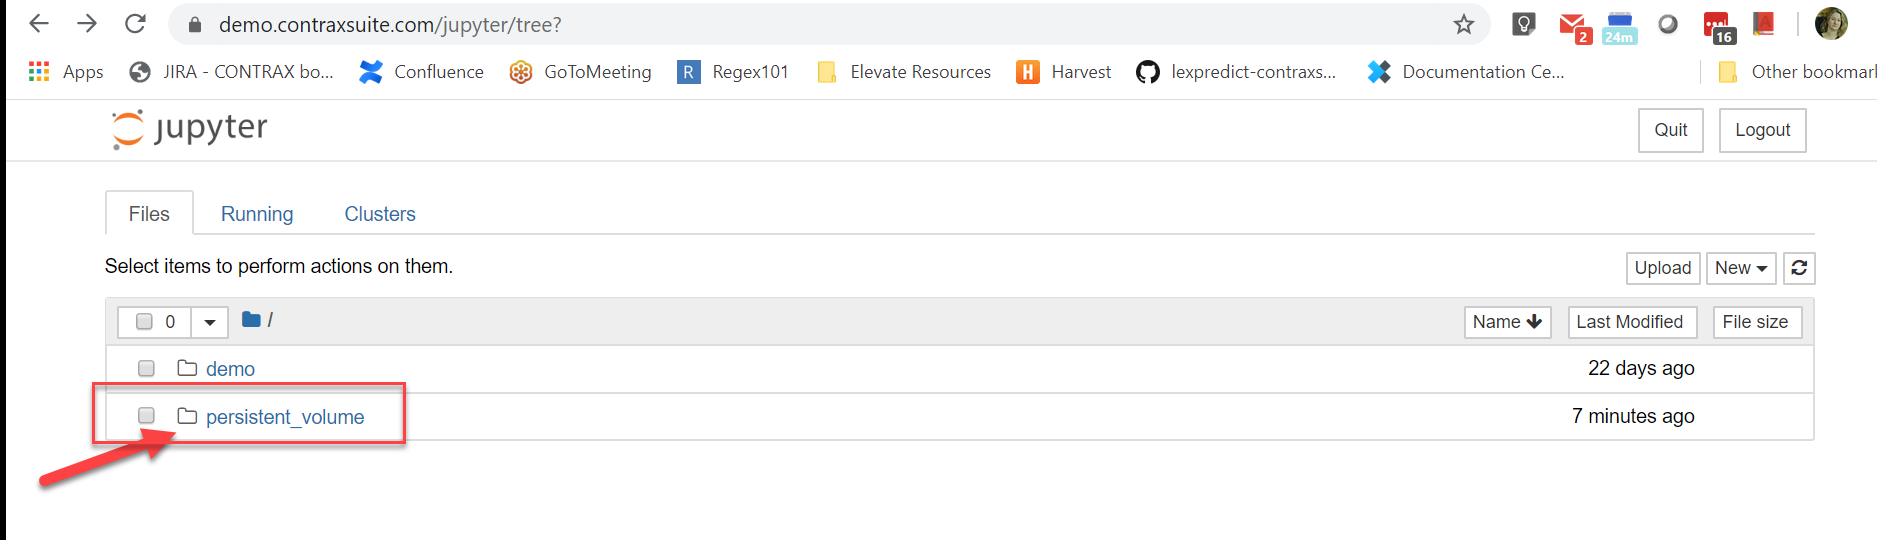 demo.contraxsuite.com/jupyter/tree?
2
24m
16
Apps
JIRA - CONTRAX bo...
Confluence
GoToMeeting
R
Regex101
Elevate Resources
H
Harvest
lexpredict-contraxs...
Documentation Ce...
Other bookmar
jupyter
Quit
Logout
Files
Running
Clusters
Select items to perform actions on them.
Upload
New
0
/
Name
Last Modified
File size
demo
22 days ago
persistent_volume
7 minutes ago